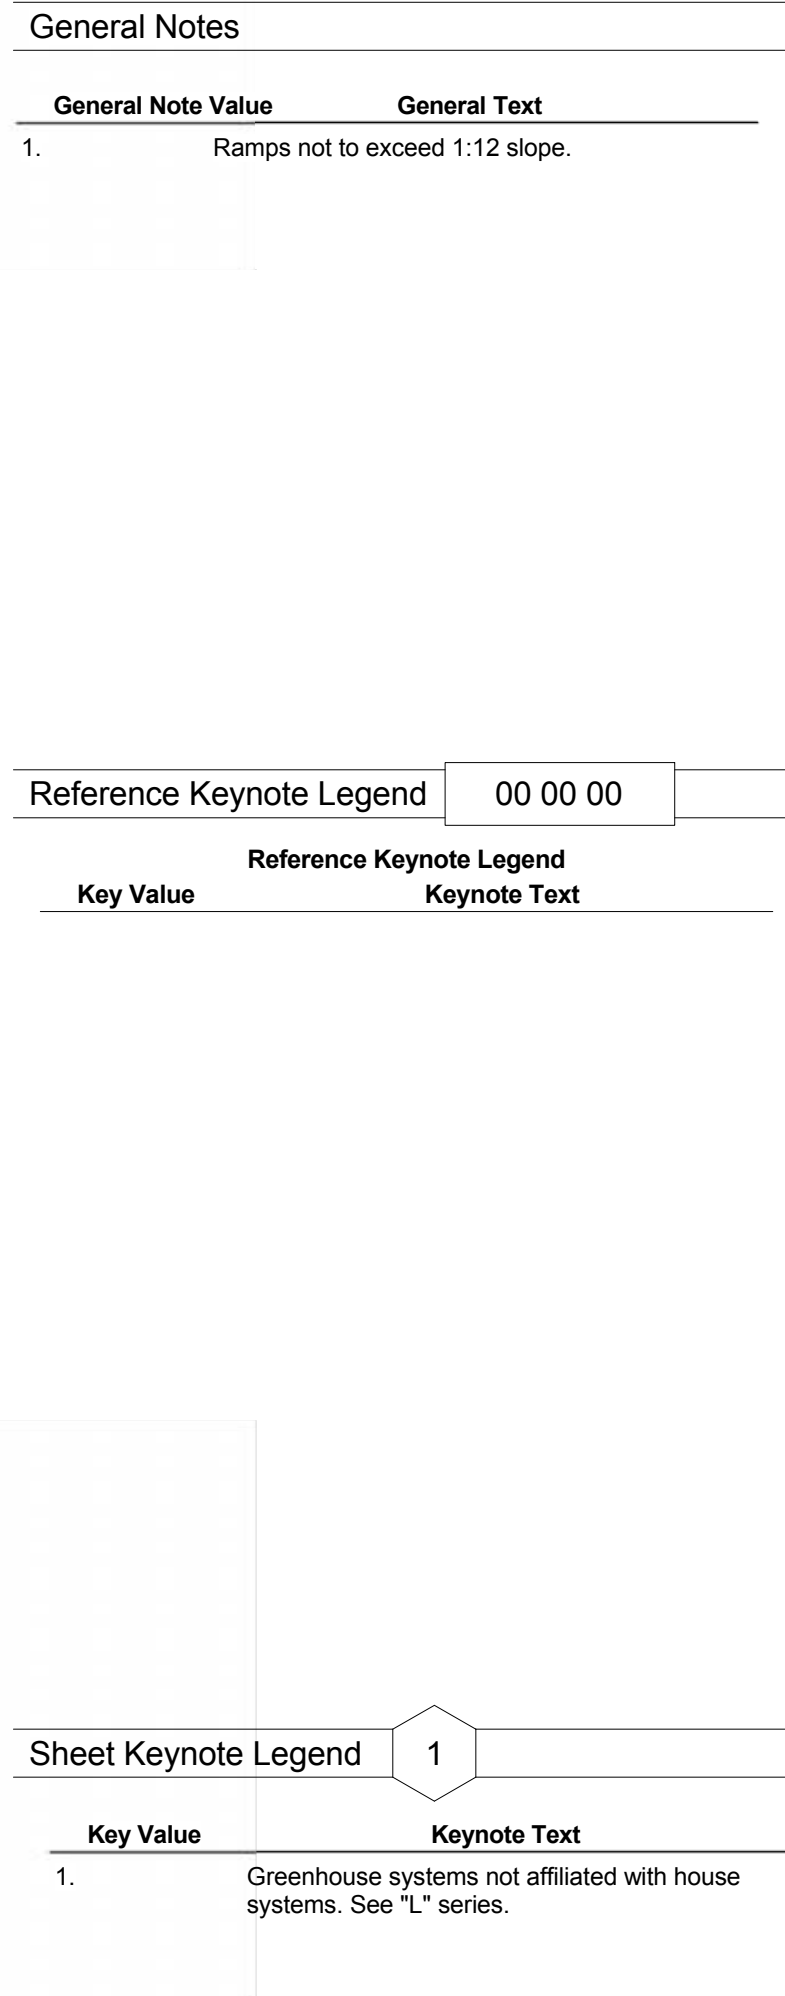 General Notes
General Note Value General Text
1. Ramps not to exceed 1:12 slope.
Reference Keynote Legend 00 00 00
Reference Keynote Legend
Key Value Keynote Text
Sheet Keynote Legend 1
Key Value Keynote Text
1. Greenhouse systems not affiliated with house
systems. See "L" series.